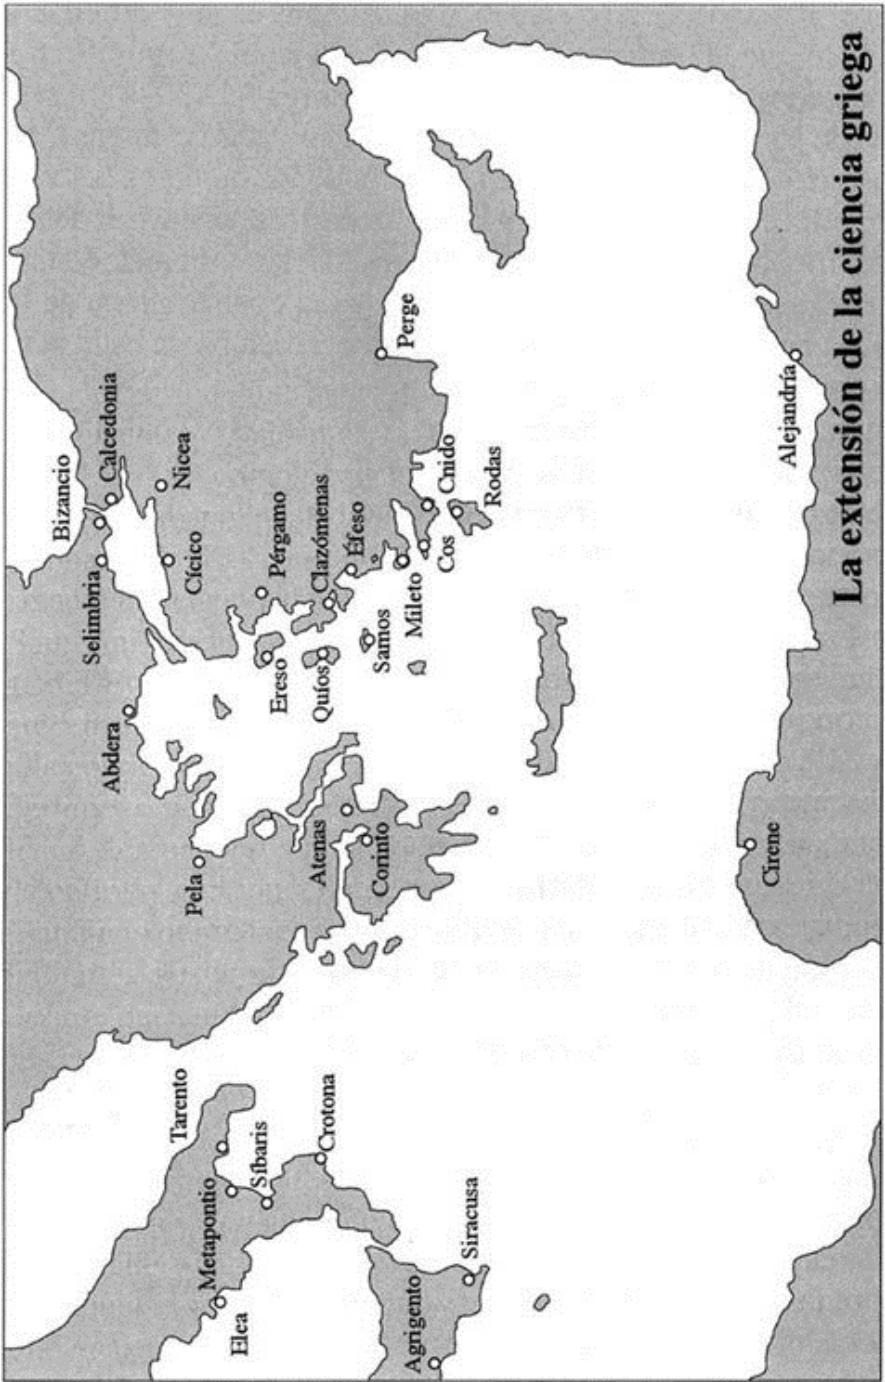 Bizancio
Calcedonia
Selimbria
Nicea
Abdera
Cícico
Pela
Pérgamo
Tarento
Ereso
Clazómenas
Metapontio
Síbaris
Quíos
Éfeso
Elea
Crotona
Atenas
Samos
Perge
Corinto
Mileto
Cnido
Cos
Agrigento
Siracusa
Rodas
Cirene
Alejandría
La extensión de la ciencia griega